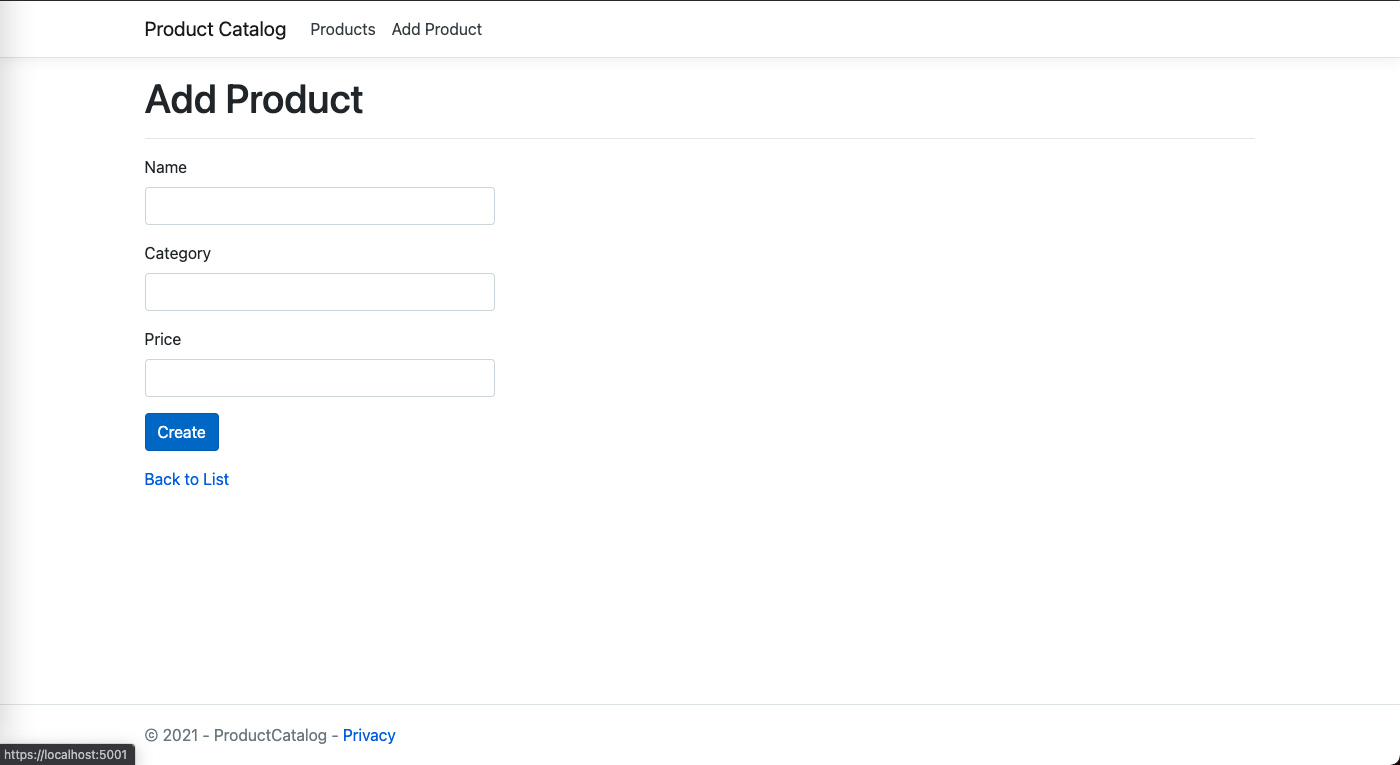 Product Catalog Products Add Product
Add Product
Name
Category
Price
Create
Back to List
© 2021 - ProductCatalog - Privacy
https://localhost:5001